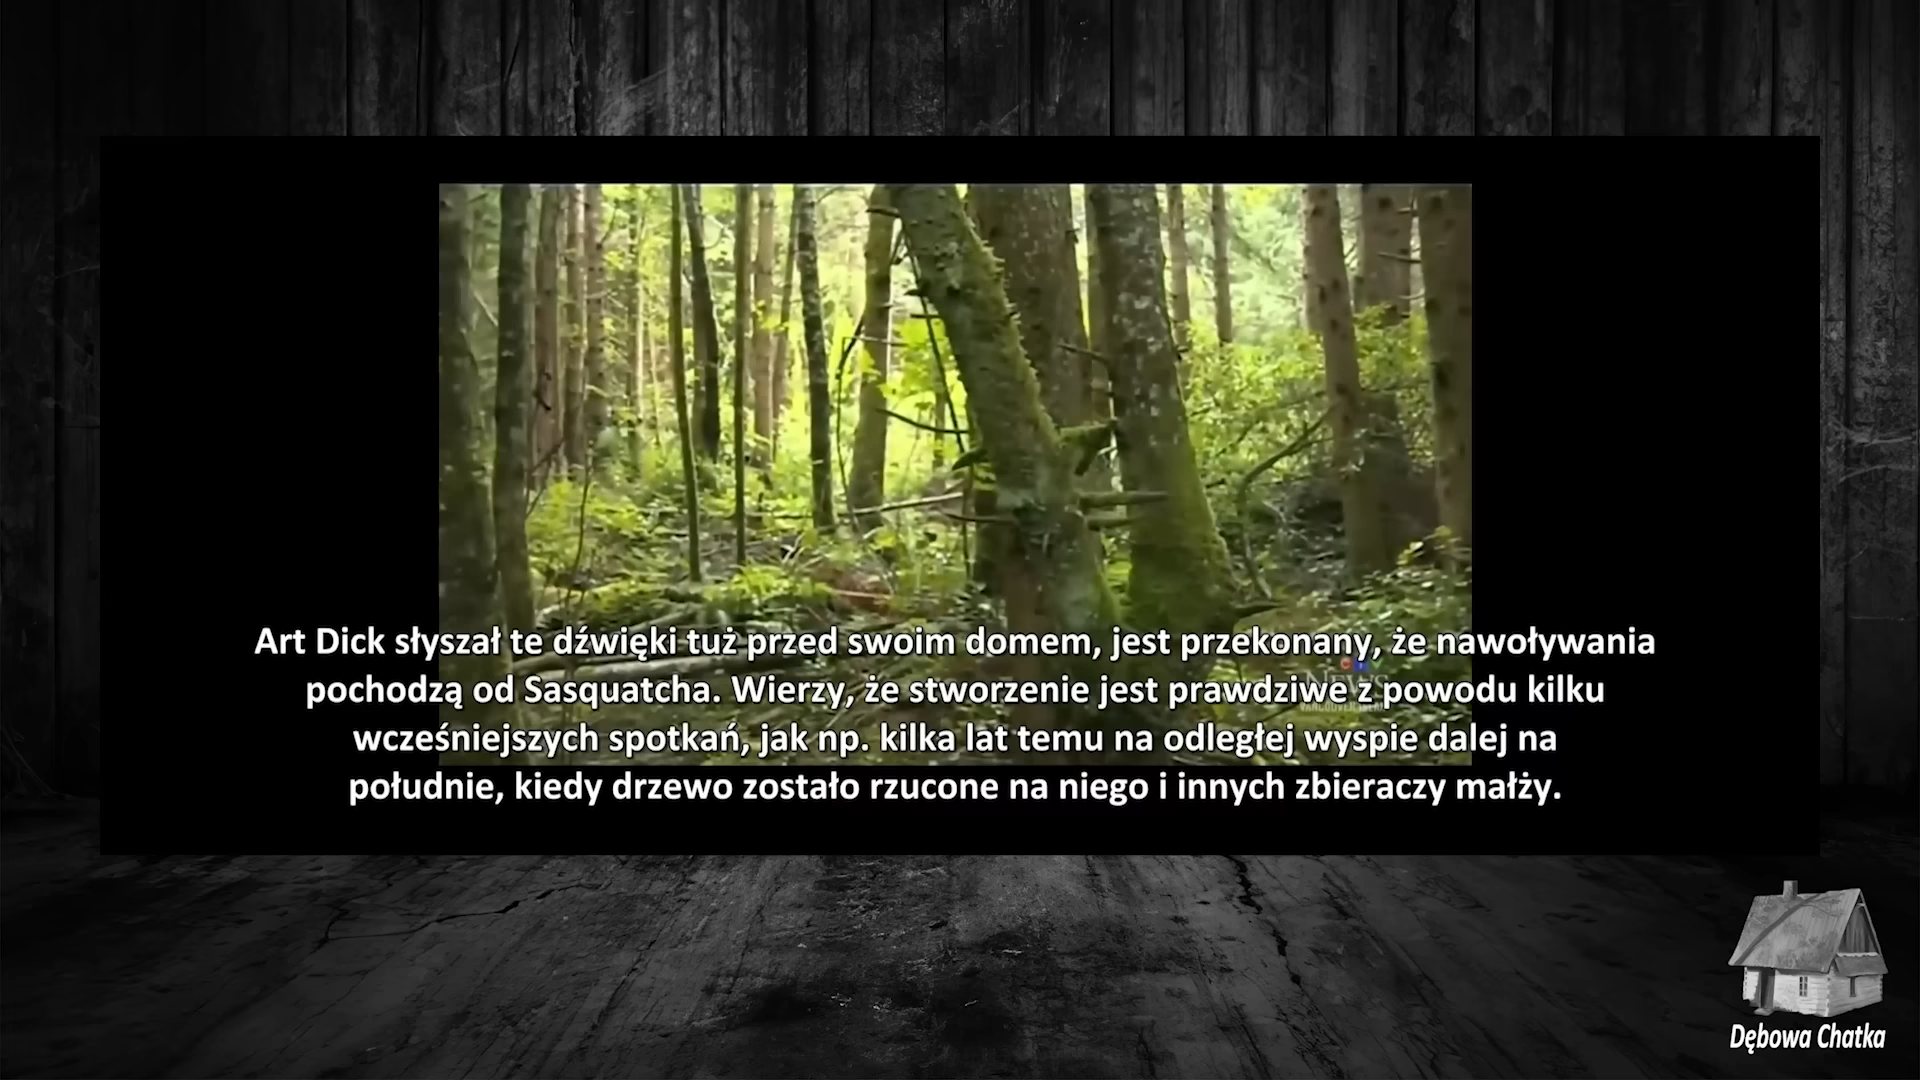 Art Dick słyszał te dźwięki tuż przed swoim domem, jest przekonany, że nawoływania
pochodzą od Sasquatcha. Wierzy, że stworzenie jest prawdziwe z powodu kilku
wcześniejszych spotkań, jak np. kilka lat temu na odległej wyspie dalej na
południe, kiedy drzewo zostało rzucone na niego i innych zbieraczy małży.
NEWS
Dębowa Chatka